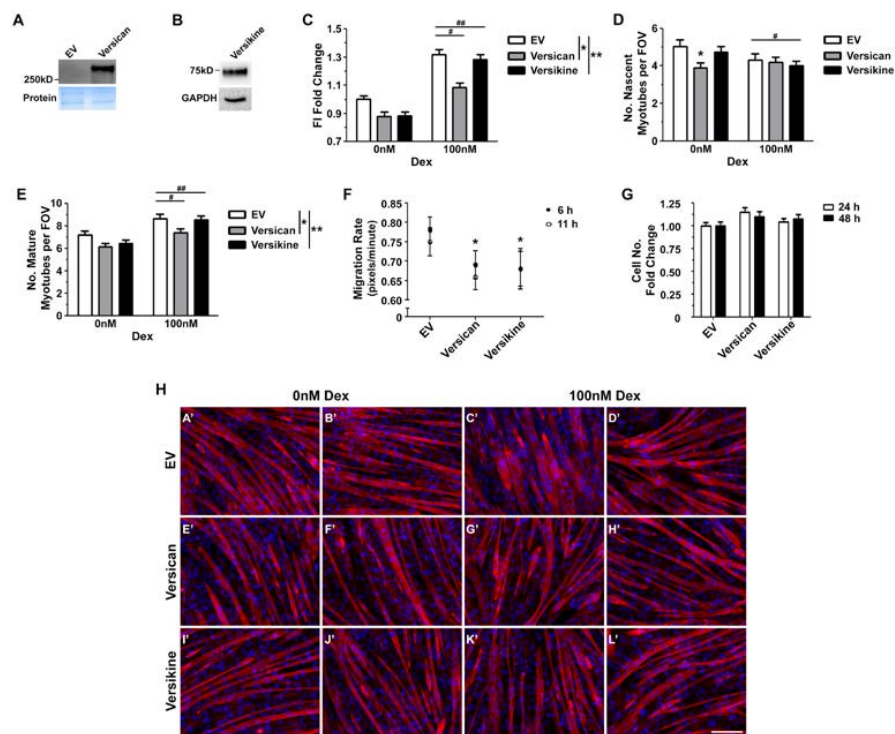 A
EV
Versican
250kD
Protein
B
Versikine
75kD
GAPDH
C
FI Fold Change
1.5
1.3
1.1
0.9
0.7
0nM
100nM
Dex
##
#
EV
Versican
Versikine
*
**
D
No. Nascent
Myotubes per FOV
6
4
2
0
*
#
0nM
100nM
Dex
EV
Versican
Versikine
E
No. Mature
Myotubes per FOV
10
8
6
4
2
0
##
#
0nM
100nM
Dex
EV
Versican
Versikine
*
**
F
Migration Rate
(pixels/minute)
0.85
0.80
0.75
0.70
0.65
0
*
*
6 h
11 h
EV
Versican
Versikine
G
Cell No.
Fold Change
1.25
1.00
0.75
0.50
0.25
0
24 h
48 h
EV
Versican
Versikine
H
0nM Dex
100nM Dex
EV
A’ B’ C’ D’
Versican
E’ F’ G’ H’
Versikine
I’ J’ K’ L’